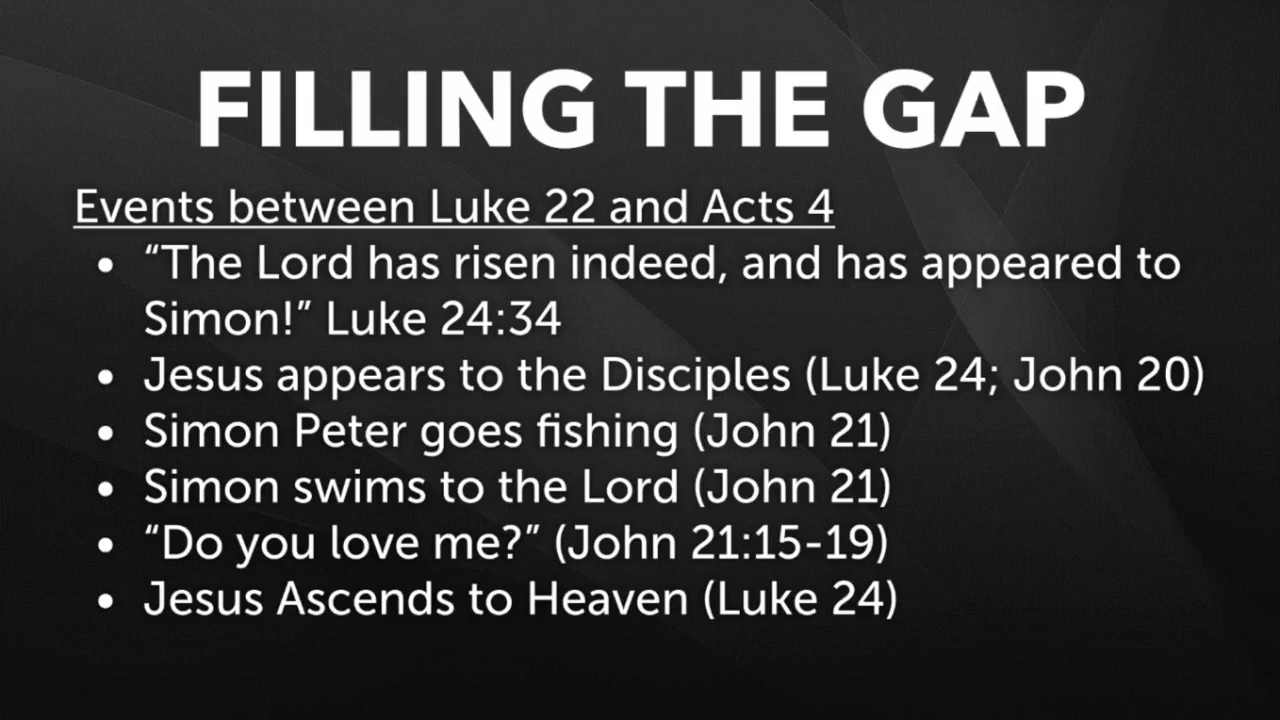 FILLING THE GAP
Events between Luke 22 and Acts 4
• “The Lord has risen indeed, and has appeared to
Simon!” Luke 24:34
• Jesus appears to the Disciples (Luke 24; John 20)
• Simon Peter goes fishing (John 21)
• Simon swims to the Lord (John 21)
• “Do you love me?” (John 21:15-19)
• Jesus Ascends to Heaven (Luke 24)